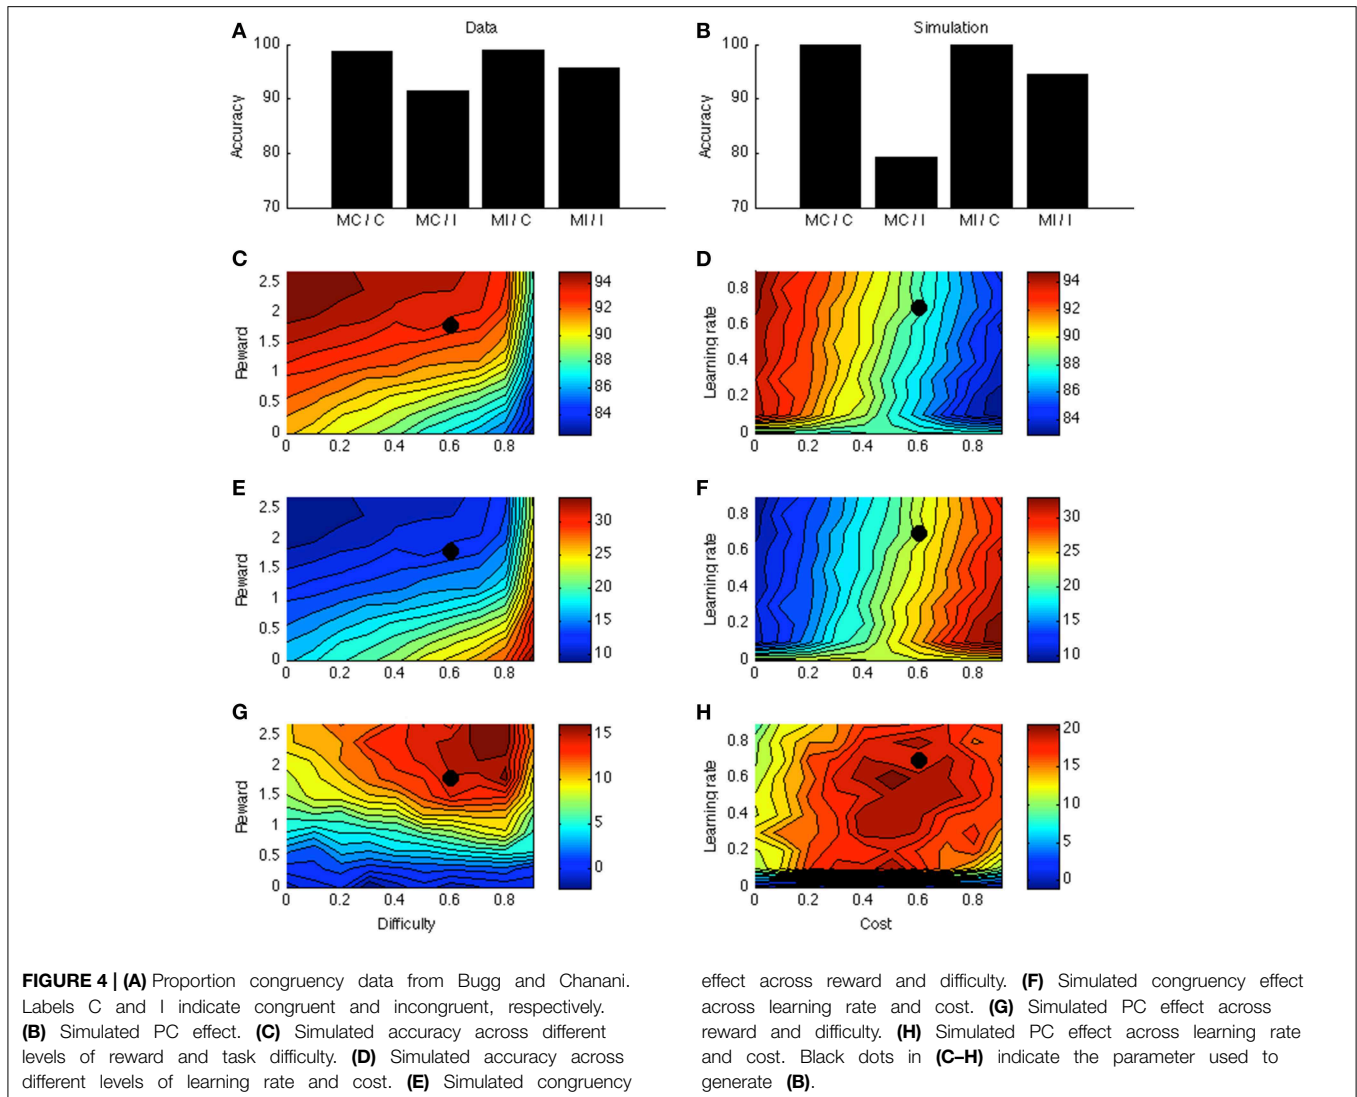 A
Data
100
90
80
70
Accuracy
MC / C
MC / I
MI / C
MI / I
B
Simulation
100
90
80
70
Accuracy
MC / C
MC / I
MI / C
MI / I
C
2.5
2
1.5
1
0.5
0
Reward
0 0.2 0.4 0.6 0.8
94
92
90
88
86
84
D
0.8
0.6
0.4
0.2
0
Learning rate
0 0.2 0.4 0.6 0.8
94
92
90
88
86
84
E
2.5
2
1.5
1
0.5
0
Reward
0 0.2 0.4 0.6 0.8
30
25
20
15
10
F
0.8
0.6
0.4
0.2
0
Learning rate
0 0.2 0.4 0.6 0.8
30
25
20
15
10
G
2.5
2
1.5
1
0.5
0
Reward
0 0.2 0.4 0.6 0.8
Difficulty
15
10
5
0
H
0.8
0.6
0.4
0.2
0
Learning rate
0 0.2 0.4 0.6 0.8
Cost
20
15
10
5
0
FIGURE 4 | (A) Proportion congruency data from Bugg and Chanani.
Labels C and I indicate congruent and incongruent, respectively.
(B) Simulated PC effect. (C) Simulated accuracy across different
levels of reward and task difficulty. (D) Simulated accuracy across
different levels of learning rate and cost. (E) Simulated congruency
effect across reward and difficulty. (F) Simulated congruency effect
across learning rate and cost. (G) Simulated PC effect across
reward and difficulty. (H) Simulated PC effect across learning rate
and cost. Black dots in (C–H) indicate the parameter used to
generate (B).